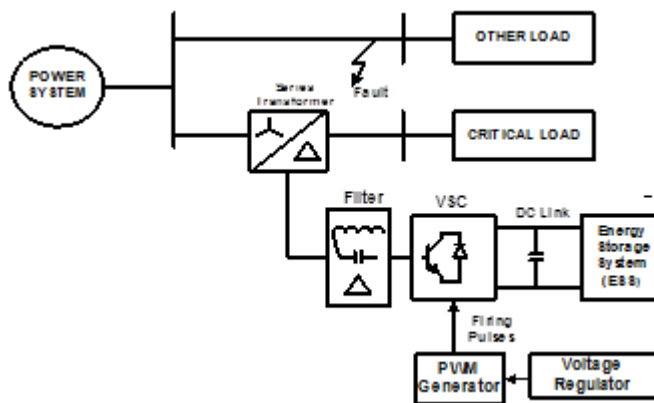 OTHER LOAD
POWER
SYSTEM
Fault
Series
Transformer
CRITICAL LOAD
Filter
VSC
DC Link
Energy
Storage
System
(ESS)
Firing
Pulses
PWM
Generator
Voltage
Regulator